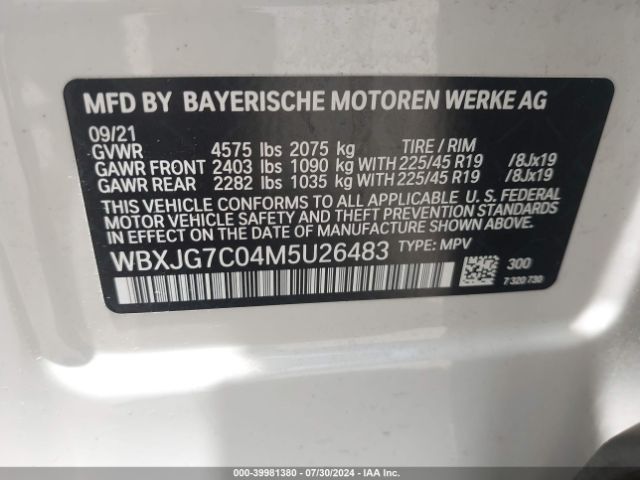 MFD BY BAYERISCHE MOTOREN WERKE AG
09/21
GVWR 4575 lbs 2075 kg TIRE / RIM
GAWR FRONT 2403 lbs 1090 kg WITH 225/45 R19 /8Jx19
GAWR REAR 2282 lbs 1035 kg WITH 225/45 R19 /8Jx19
THIS VEHICLE CONFORMS TO ALL APPLICABLE U. S. FEDERAL
MOTOR VEHICLE SAFETY AND THEFT PREVENTION STANDARDS
IN EFFECT ON THE DATE OF MANUFACTURE SHOWN ABOVE.
WBXJG7C04M5U26483 TYPE: MPV
300
7 320 730
000-39981380 - 07/30/2024 - IAAI.COM